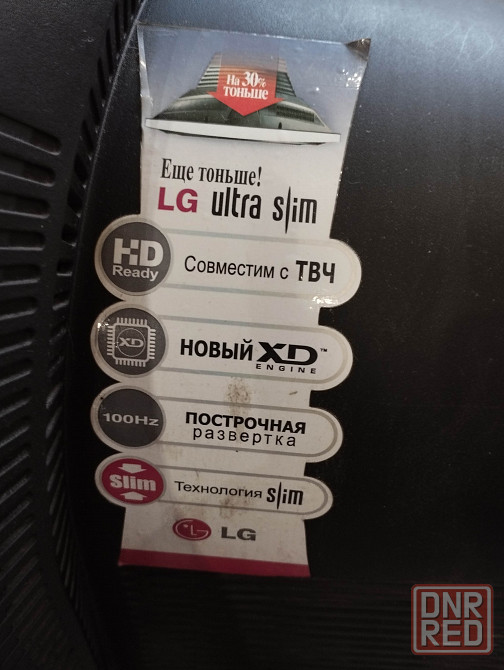 На 30%
тоньше
Еще тоньше!
LG ultra slim
HD
Ready
Совместим с ТВЧ
XD
НОВЫЙ XD™
ENGINE
100Hz
ПОСТРОЧНАЯ
развертка
Slim
Технология slim
LG
DNR
RED